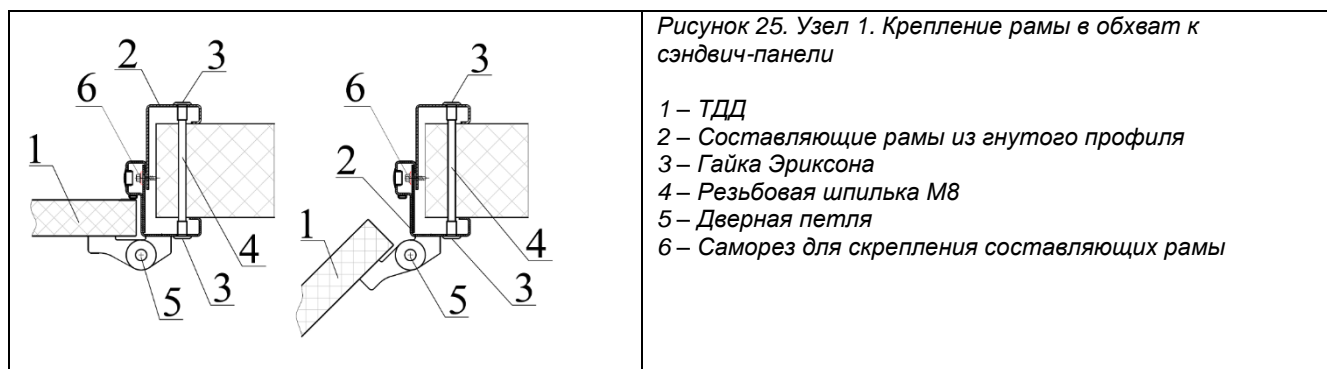 2 3
6
1
4
5 3
3
6
2
1
4
5 3
Рисунок 25. Узел 1. Крепление рамы в обхват к
сэндвич-панели
1 – ТДД
2 – Составляющие рамы из гнутого профиля
3 – Гайка Эриксона
4 – Резьбовая шпилька М8
5 – Дверная петля
6 – Саморез для скрепления составляющих рамы